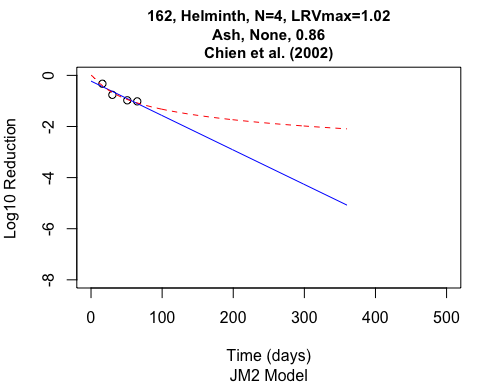 162, Helminth, N=4, LRVmax=1.02
Ash, None, 0.86
Chien et al. (2002)
Log10 Reduction
0
-2
-4
-6
-8
0 100 200 300 400 500
Time (days)
JM2 Model